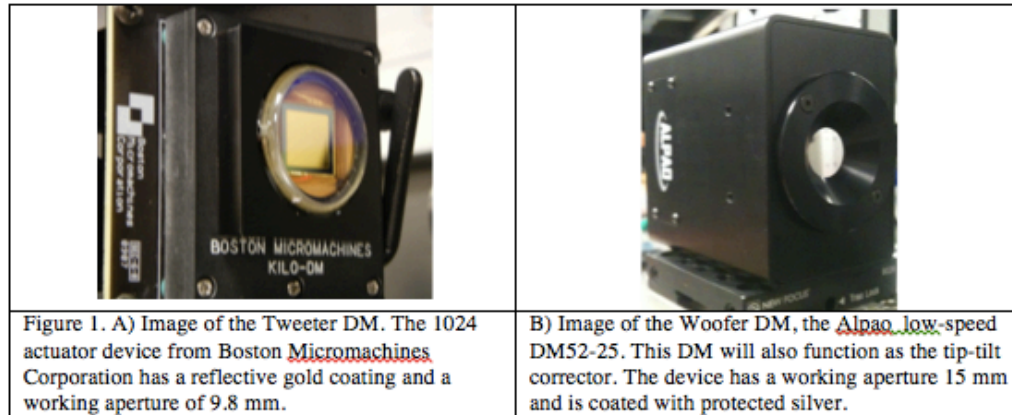 Boston
Micromachines
Corporation
BOSTON MICROMACHINES
KILO-DM
ALPAO
NEW FOCUS
Figure 1. A) Image of the Tweeter DM. The 1024
actuator device from Boston Micromachines
Corporation has a reflective gold coating and a
working aperture of 9.8 mm.
B) Image of the Woofer DM, the Alpao low-speed
DM52-25. This DM will also function as the tip-tilt
corrector. The device has a working aperture 15 mm
and is coated with protected silver.